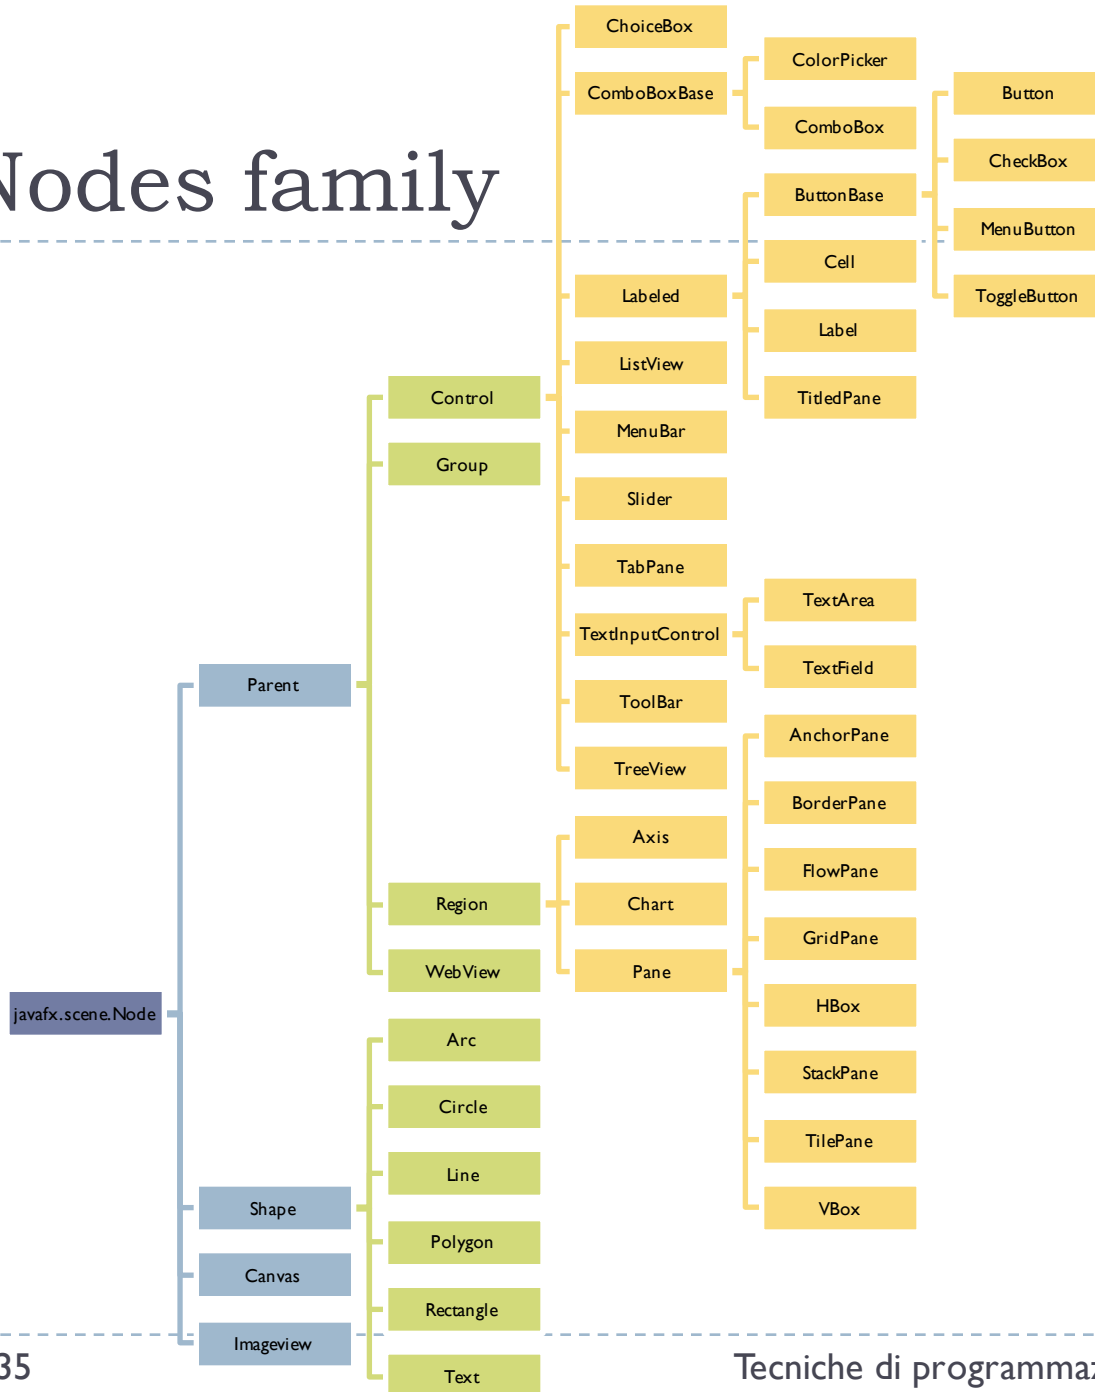 Nodes family
ChoiceBox
ComboBoxBase
ColorPicker
ComboBox
Button
CheckBox
MenuButton
ToggleButton
ButtonBase
Cell
Label
TitledPane
Labeled
ListView
MenuBar
Slider
TabPane
TextInputControl
TextArea
TextField
ToolBar
TreeView
Control
Group
Parent
Region
WebView
Axis
Chart
Pane
AnchorPane
BorderPane
FlowPane
GridPane
HBox
StackPane
TilePane
VBox
javafx.scene.Node
Shape
Canvas
Imageview
Arc
Circle
Line
Polygon
Rectangle
Text
35
Tecniche di